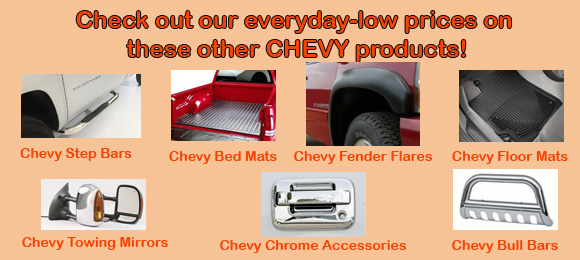 Check out our everyday-low prices on
these other CHEVY products!
Chevy Step Bars
Chevy Bed Mats
Chevy Fender Flares
Chevy Floor Mats
Chevy Towing Mirrors
Chevy Chrome Accessories
Chevy Bull Bars